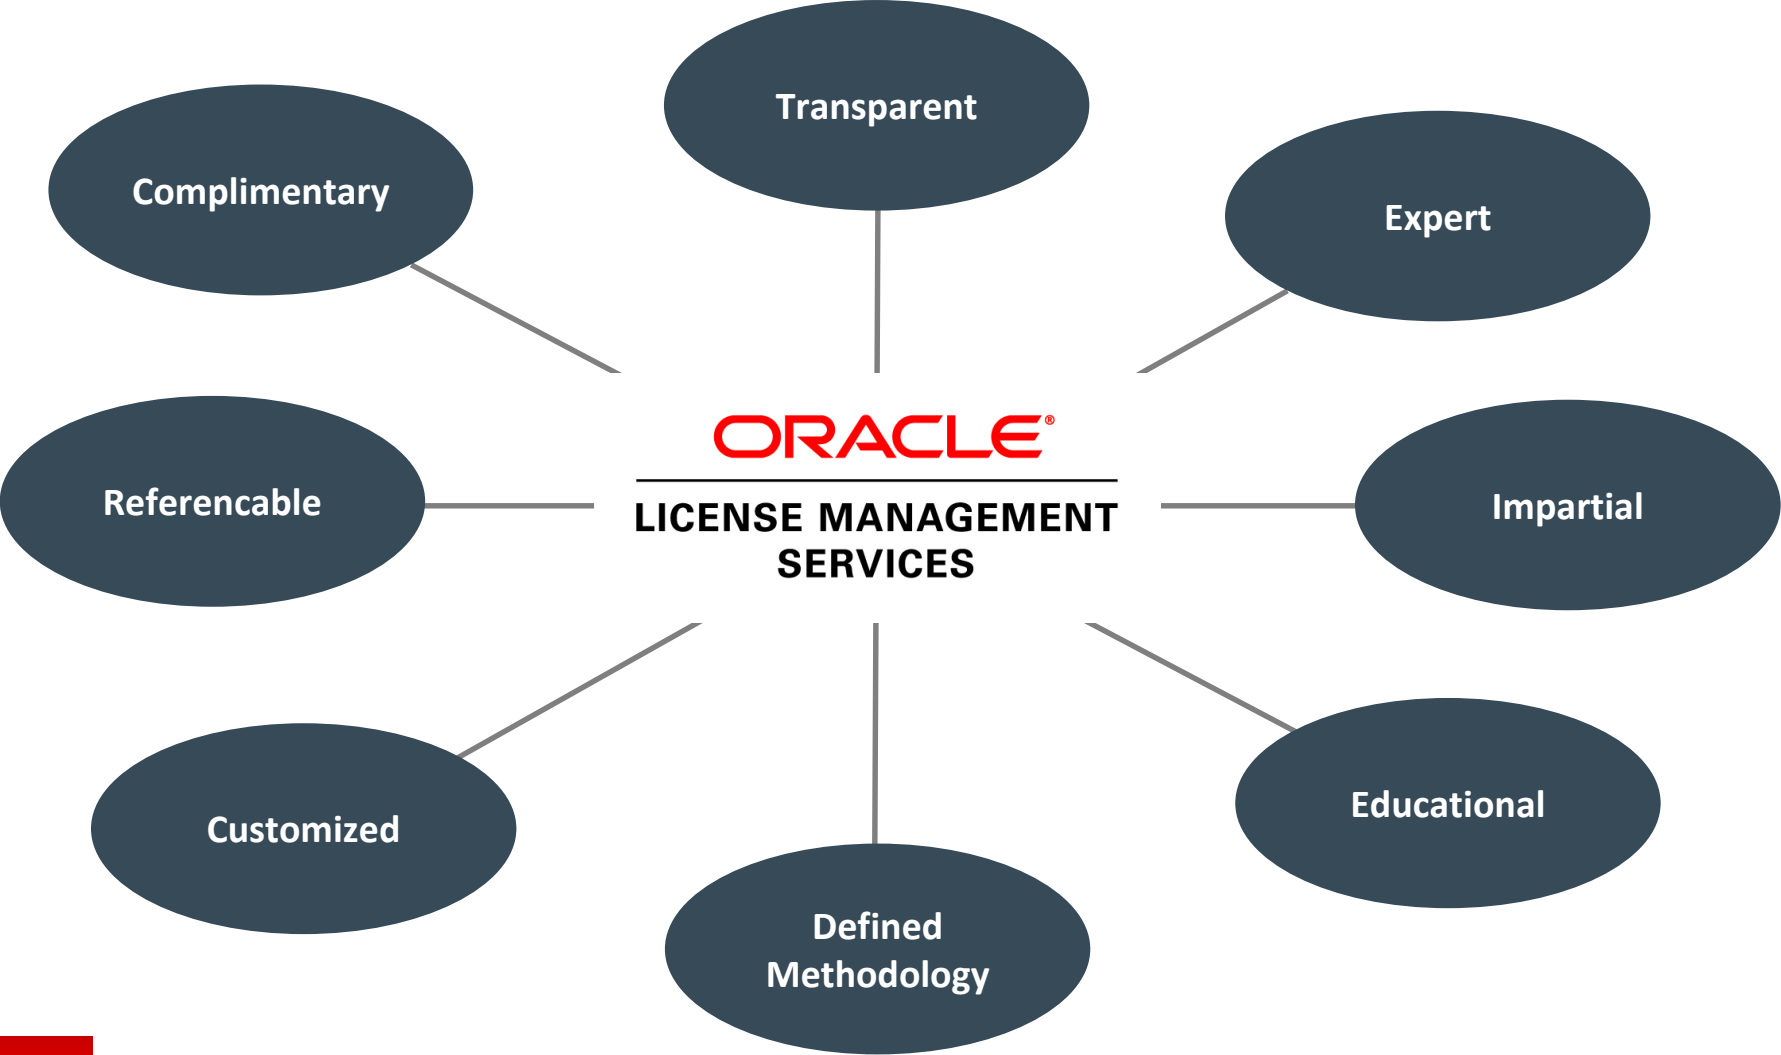 Transparent
Complimentary
Expert
ORACLE®
Referencable
Impartial
LICENSE MANAGEMENT
SERVICES
Educational
Customized
Defined
Methodology